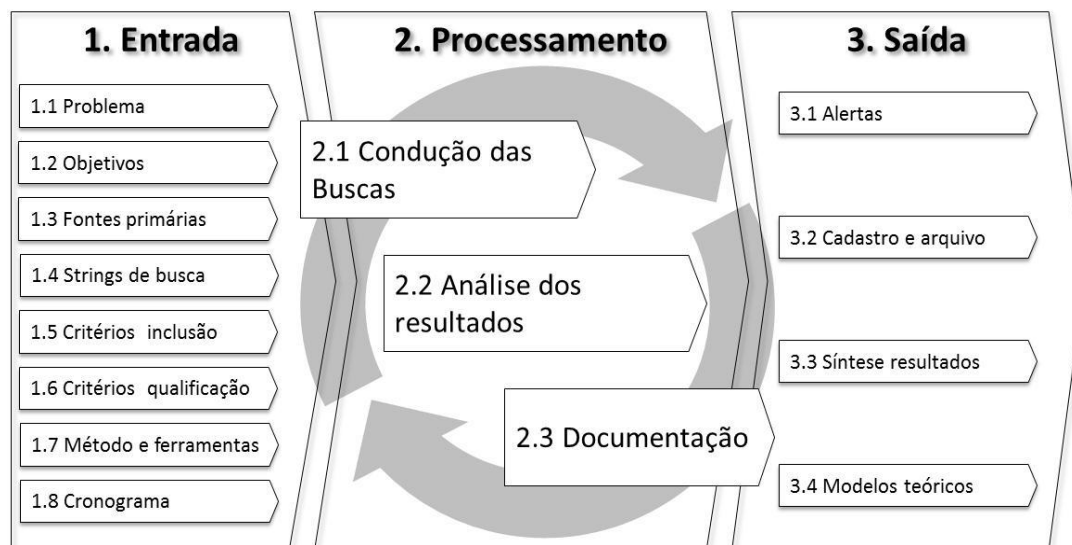 1. Entrada
1.1 Problema
1.2 Objetivos
1.3 Fontes primárias
1.4 Strings de busca
1.5 Critérios inclusão
1.6 Critérios qualificação
1.7 Método e ferramentas
1.8 Cronograma
2. Processamento
2.1 Condução das
Buscas
2.2 Análise dos
resultados
2.3 Documentação
3. Saída
3.1 Alertas
3.2 Cadastro e arquivo
3.3 Síntese resultados
3.4 Modelos teóricos